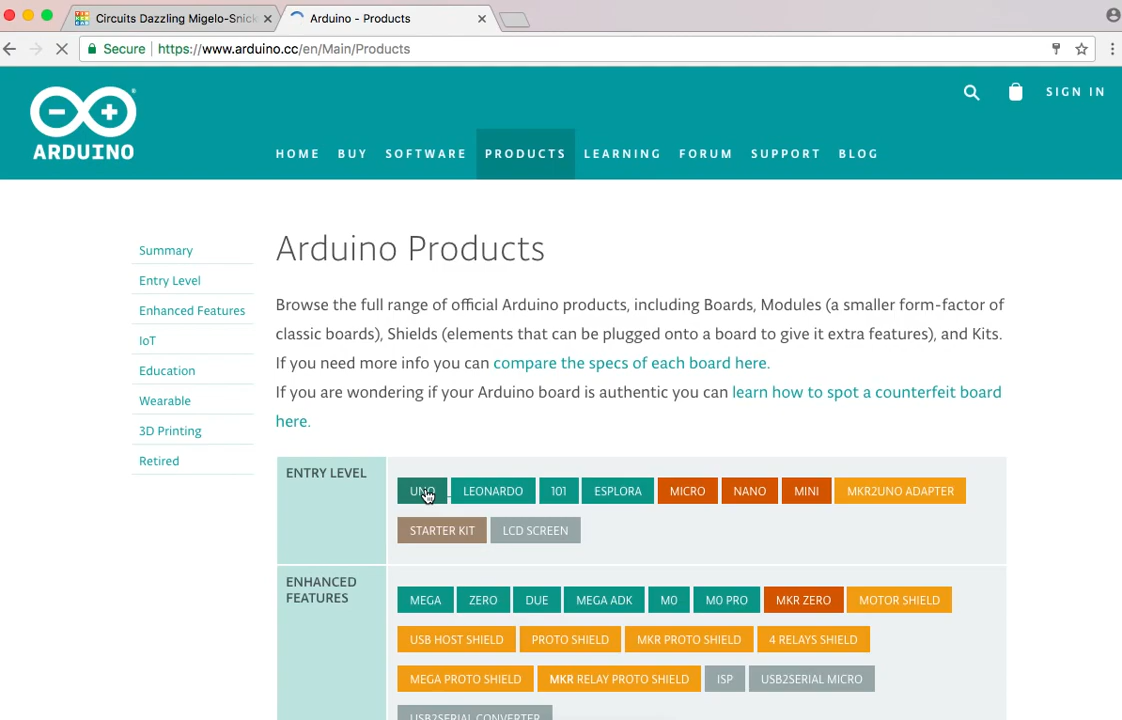 Circuits Dazzling Migelo-Snick
Arduino - Products
Secure
https://www.arduino.cc/en/Main/Products
SIGN IN
ARDUINO
HOME BUY SOFTWARE PRODUCTS LEARNING FORUM SUPPORT BLOG
Summary
Entry Level
Enhanced Features
IoT
Education
Wearable
3D Printing
Retired
Arduino Products
Browse the full range of official Arduino products, including Boards, Modules (a smaller form-factor of
classic boards), Shields (elements that can be plugged onto a board to give it extra features), and Kits.
If you need more info you can compare the specs of each board here.
If you are wondering if your Arduino board is authentic you can learn how to spot a counterfeit board
here.
ENTRY LEVEL
UNO LEONARDO 101 ESPLORA MICRO NANO MINI MKR2UNO ADAPTER
STARTER KIT LCD SCREEN
ENHANCED
FEATURES
MEGA ZERO DUE MEGA ADK M0 M0 PRO MKR ZERO MOTOR SHIELD
USB HOST SHIELD PROTO SHIELD MKR PROTO SHIELD 4 RELAYS SHIELD
MEGA PROTO SHIELD MKR RELAY PROTO SHIELD ISP USB2SERIAL MICRO
USB2SERIAL CONVERTER